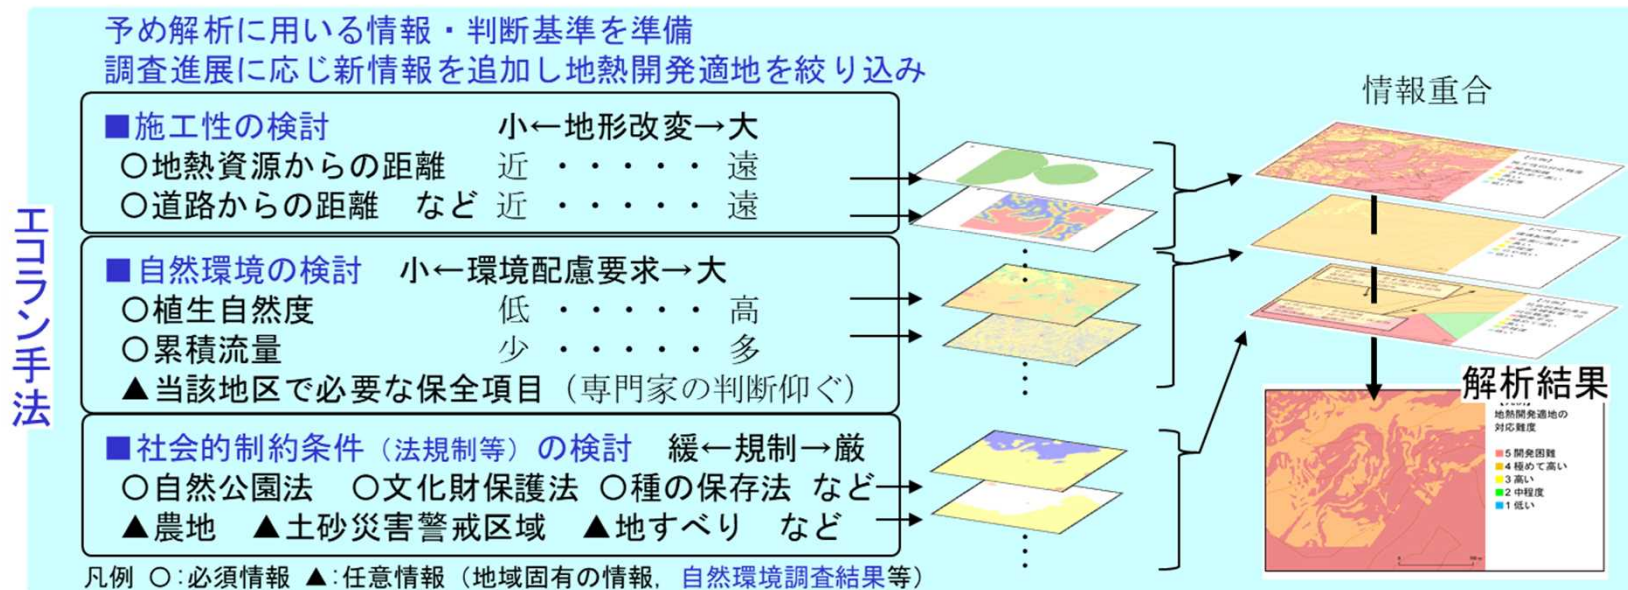 予め解析に用いる情報・判断基準を準備
調査進展に応じ新情報を追加し地熱開発適地を絞り込み
エコラン手法
■施工性の検討 小←地形改変→大
○地熱資源からの距離 近 ・・・・・ 遠
○道路からの距離 など 近 ・・・・・ 遠
■自然環境の検討 小←環境配慮要求→大
○植生自然度 低 ・・・・・ 高
○累積流量 少 ・・・・・ 多
▲当該地区で必要な保全項目（専門家の判断仰ぐ）
■社会的制約条件（法規制等）の検討 緩←規制→厳
○自然公園法 ○文化財保護法 ○種の保存法 など
▲農地 ▲土砂災害警戒区域 ▲地すべり など
凡例 ○:必須情報 ▲:任意情報（地域固有の情報, 自然環境調査結果等）
情報重合
解析結果
地熱開発適地の
対応難度
5 開発困難
4 極めて高い
3 高い
2 中程度
1 低い